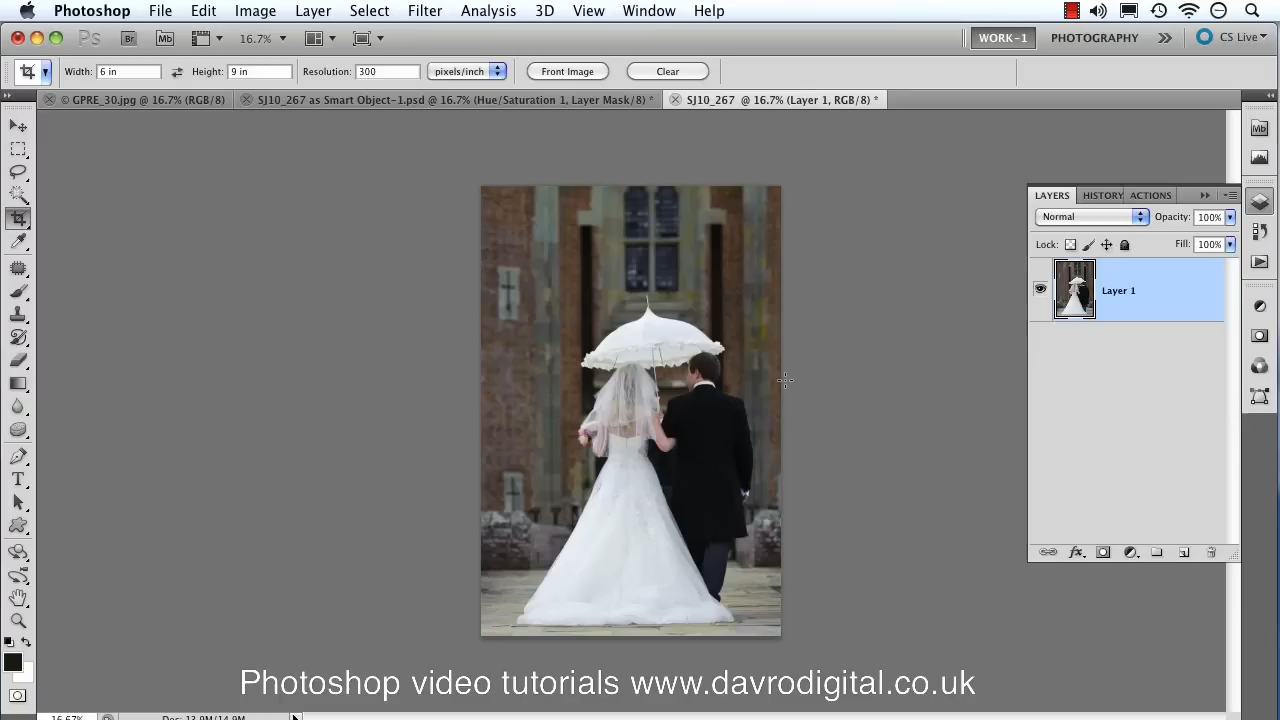 Photoshop File Edit Image Layer Select Filter Analysis 3D View Window Help
Ps Br Mb 16.7% WORK-1 PHOTOGRAPHY CS Live
Width: 6 in Height: 9 in Resolution: 300 pixels/inch Front Image Clear
© GPRE_30.jpg @ 16.7% (RGB/8) SJ10_267 as Smart Object-1.psd @ 16.7% (Hue/Saturation 1, Layer Mask/8) * SJ10_267 @ 16.7% (Layer 1, RGB/8) *
Mb
LAYERS HISTORY ACTIONS
Normal Opacity: 100%
Lock: Fill: 100%
Layer 1
T
fx
Photoshop video tutorials www.davrodigital.co.uk
16.67% Doc: 13.9M/14.9M